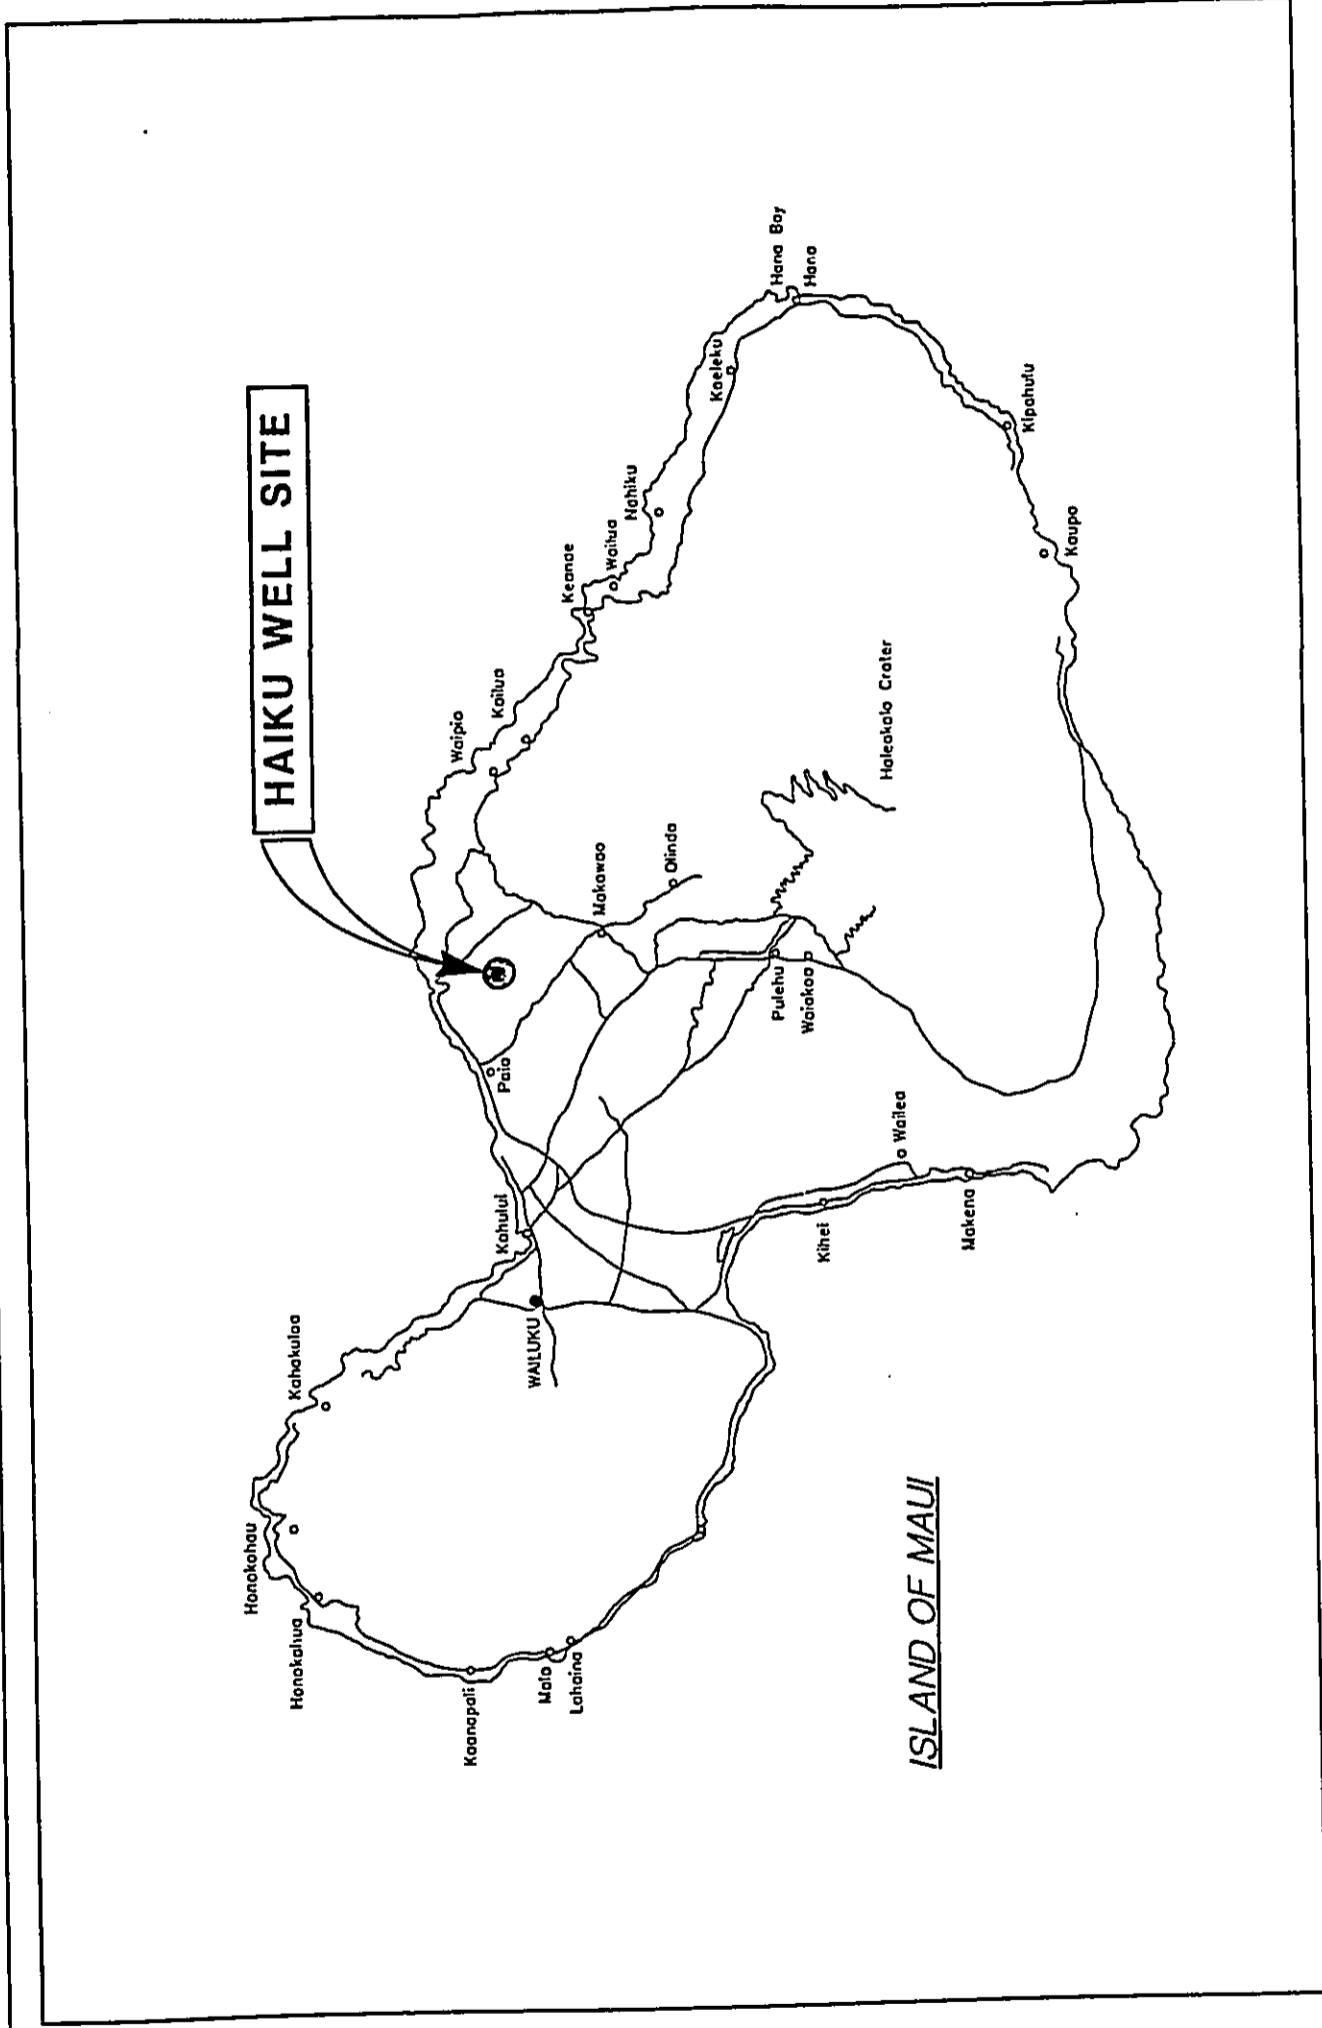 HAIKU WELL SITE
Honokohau
Honokahua
Kahakuloa
Kaanapali
Mala
Lahaina
WAILUKU
Kahului
Paia
Waipio
Kailua
Keanae
Wailua
Nahiku
Kaeleku
Hana Bay
Hana
Makawao
Olinda
Pulehu
Waiakoa
Haleakala Crater
Kihei
Wailea
Makena
Kaupo
Kipahulu
ISLAND OF MAUI